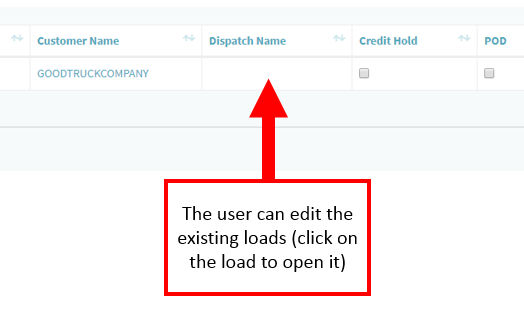 Customer Name Dispatch Name Credit Hold POD
GOODTRUCKCOMPANY
The user can edit the
existing loads (click on
the load to open it)